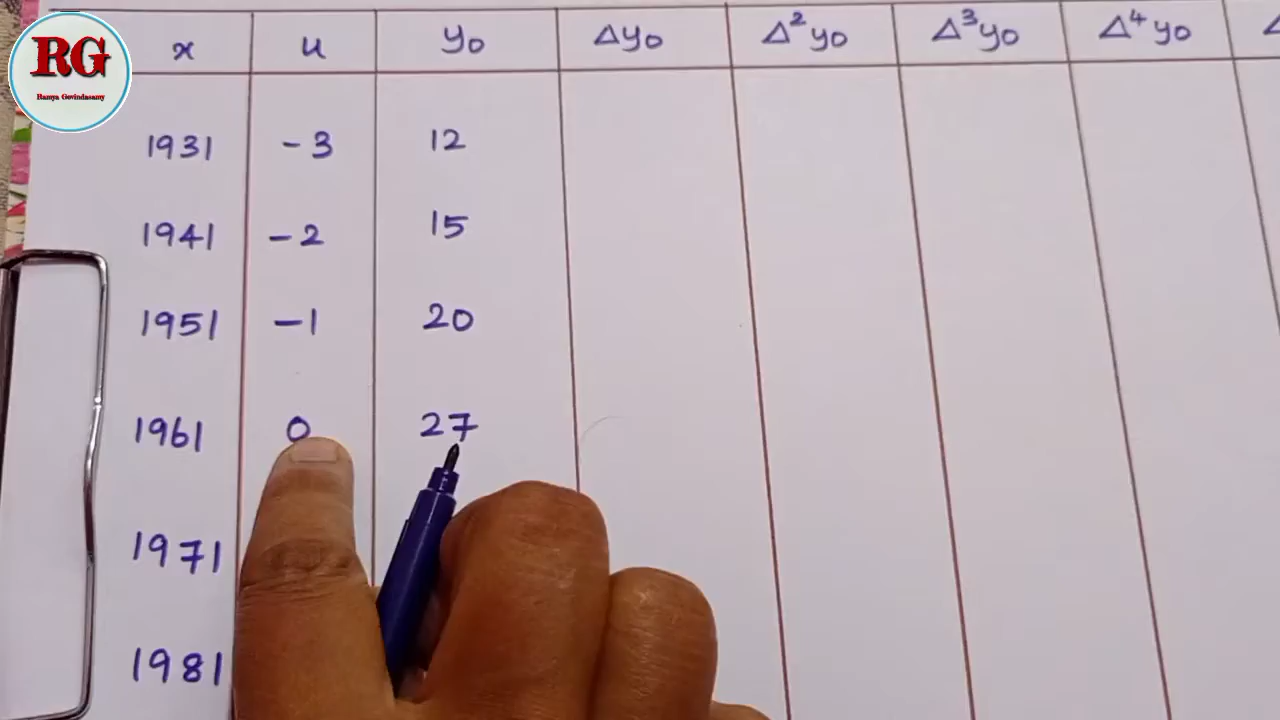 RG
Ramya Govindasamy
x u y₀ Δy₀ Δ²y₀ Δ³y₀ Δ⁴y₀
1931 -3 12
1941 -2 15
1951 -1 20
1961 0 27
1971
1981